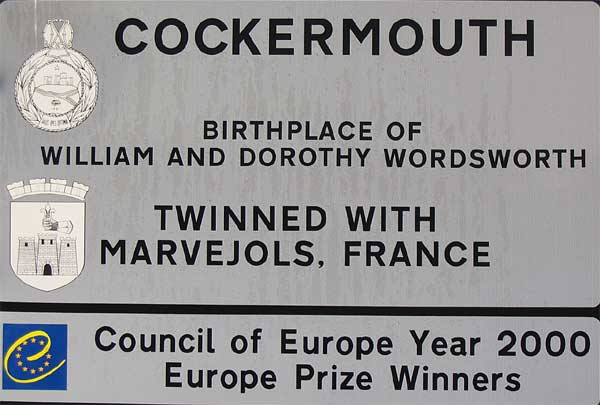 COCKERMOUTH
BIRTHPLACE OF
WILLIAM AND DOROTHY WORDSWORTH
TWINNED WITH
MARVEJOLS, FRANCE
Council of Europe Year 2000
Europe Prize Winners